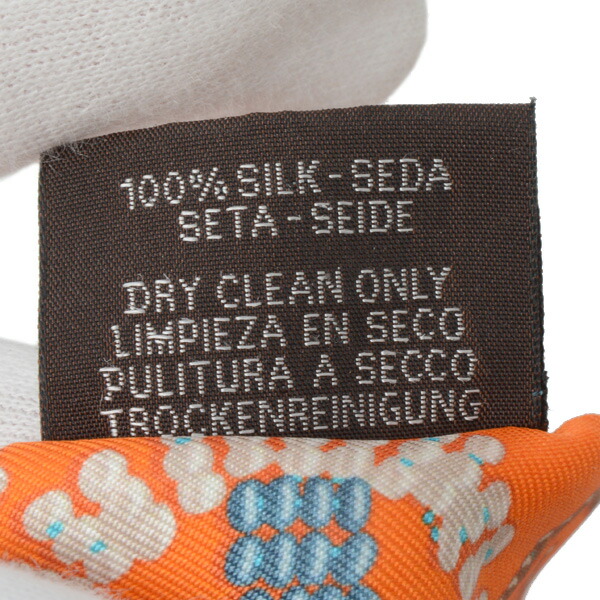 100% SILK - SEDA
SETA - SEIDE
DRY CLEAN ONLY
LIMPIEZA EN SECO
PULITURA A SECCO
TROCKENREINIGUNG